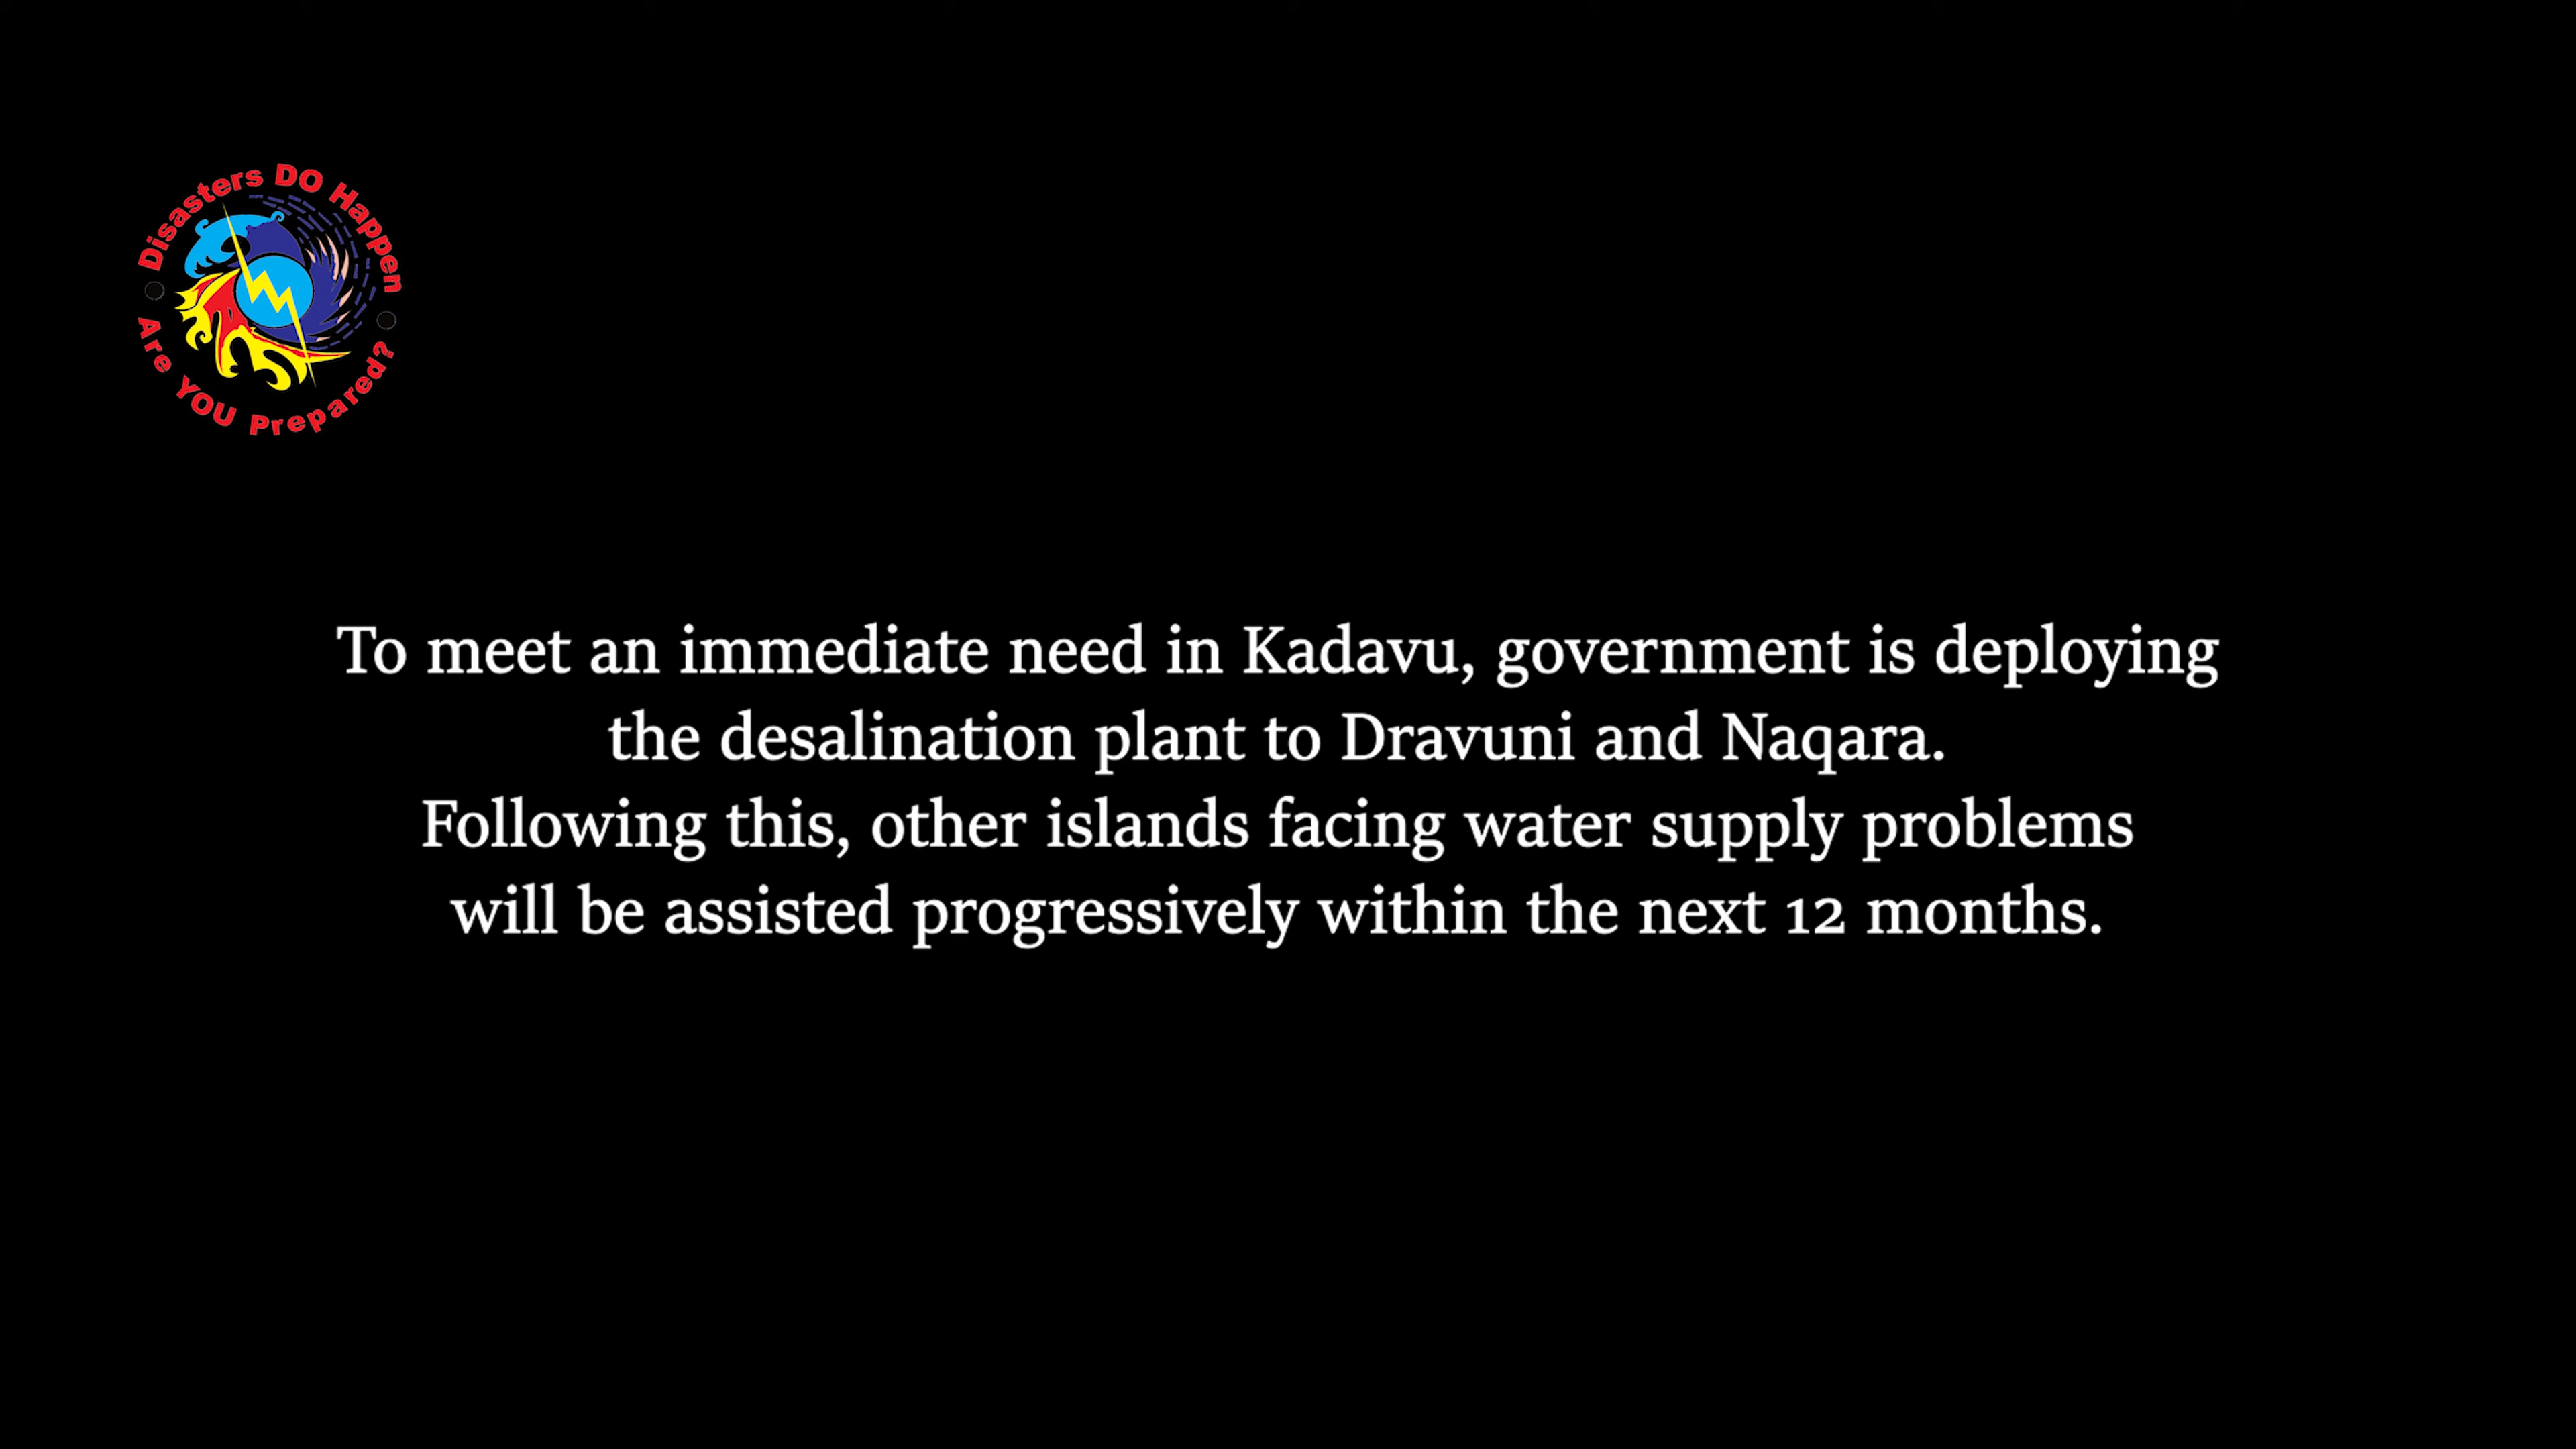 Disasters DO Happen
Are YOU Prepared?
To meet an immediate need in Kadavu, government is deploying
the desalination plant to Dravuni and Naqara.
Following this, other islands facing water supply problems
will be assisted progressively within the next 12 months.